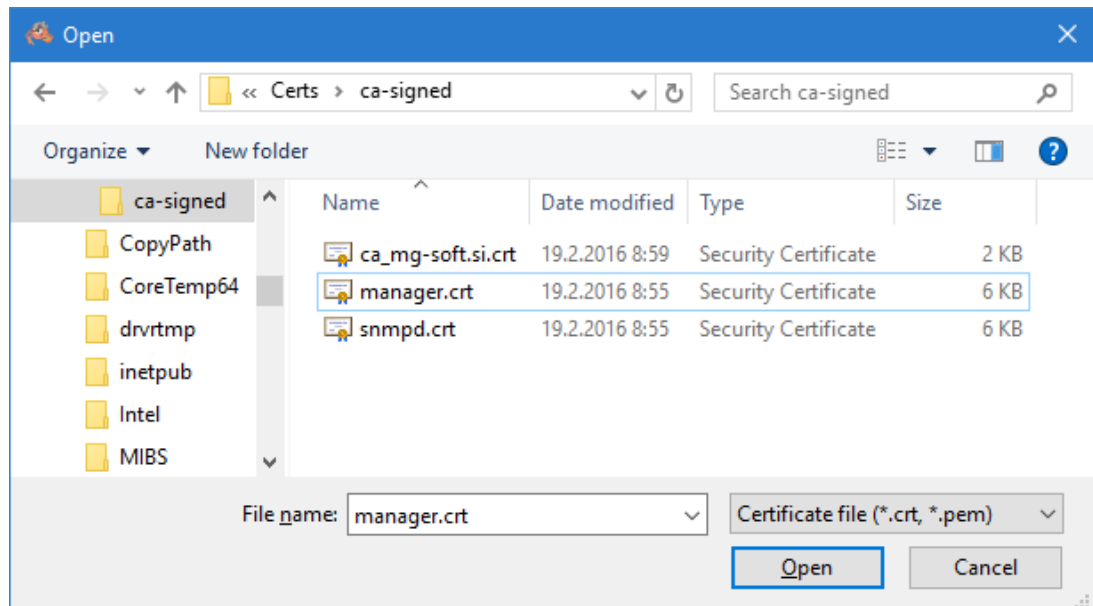 Open
« Certs › ca-signed
Search ca-signed
Organize
New folder
?
ca-signed
CopyPath
CoreTemp64
drvrtmp
inetpub
Intel
MIBS
Name Date modified Type Size
ca_mg-soft.si.crt 19.2.2016 8:59 Security Certificate 2 KB
manager.crt 19.2.2016 8:55 Security Certificate 6 KB
snmpd.crt 19.2.2016 8:55 Security Certificate 6 KB
File name: manager.crt
Certificate file (*.crt, *.pem)
Open
Cancel